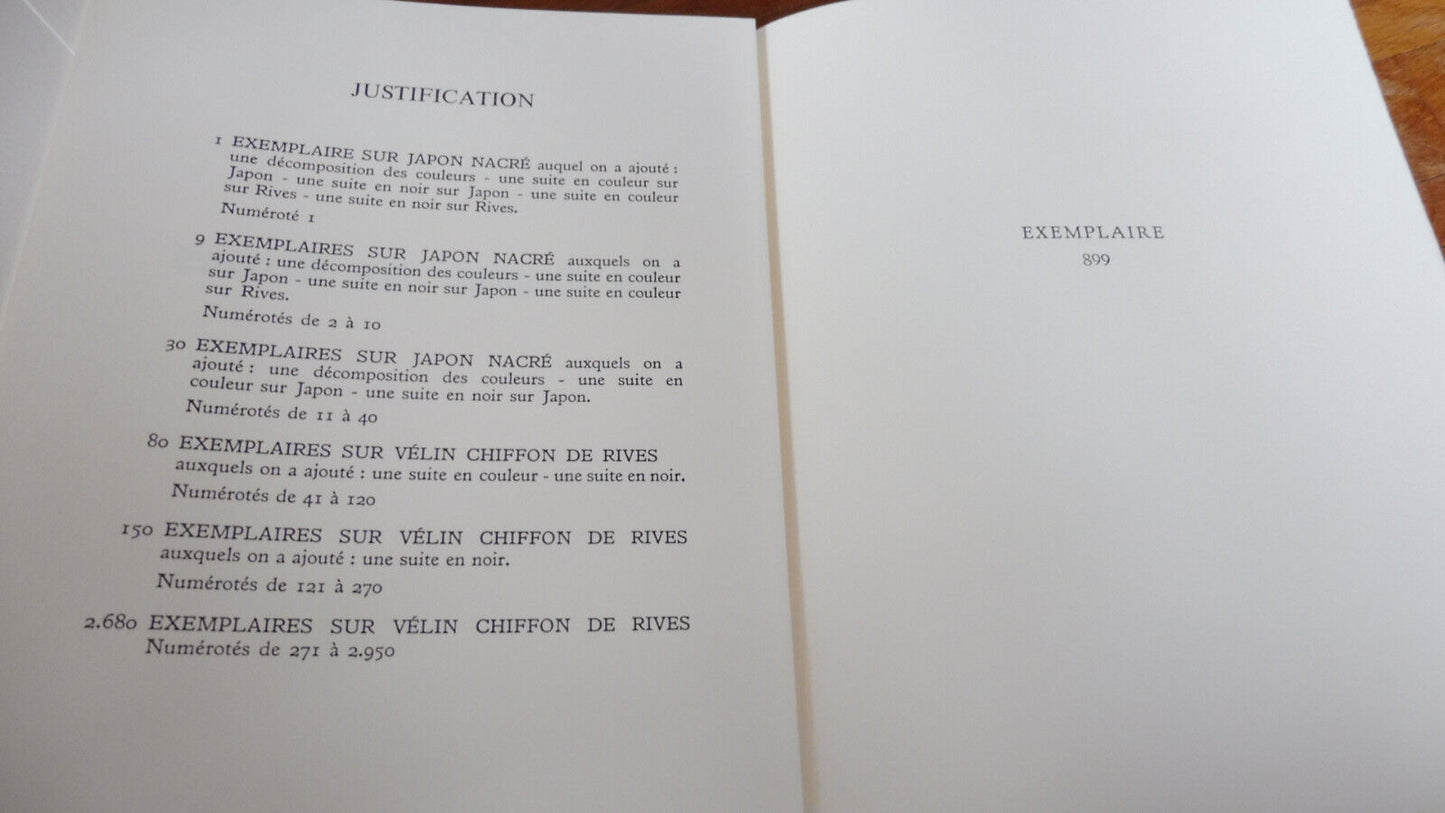 JUSTIFICATION
1 EXEMPLAIRE SUR JAPON NACRÉ auquel on a ajouté :
une décomposition des couleurs - une suite en couleur sur
Japon - une suite en noir sur Japon - une suite en couleur
sur Rives - une suite en noir sur Rives.
Numéroté 1
9 EXEMPLAIRES SUR JAPON NACRÉ auxquels on a
ajouté : une décomposition des couleurs - une suite en couleur
sur Japon - une suite en noir sur Japon - une suite en couleur
sur Rives.
Numérotés de 2 à 10
30 EXEMPLAIRES SUR JAPON NACRÉ auxquels on a
ajouté : une décomposition des couleurs - une suite en
couleur sur Japon - une suite en noir sur Japon.
Numérotés de 11 à 40
80 EXEMPLAIRES SUR VÉLIN CHIFFON DE RIVES
auxquels on a ajouté : une suite en couleur - une suite en noir.
Numérotés de 41 à 120
150 EXEMPLAIRES SUR VÉLIN CHIFFON DE RIVES
auxquels on a ajouté : une suite en noir.
Numérotés de 121 à 270
2.680 EXEMPLAIRES SUR VÉLIN CHIFFON DE RIVES
Numérotés de 271 à 2.950
EXEMPLAIRE
899